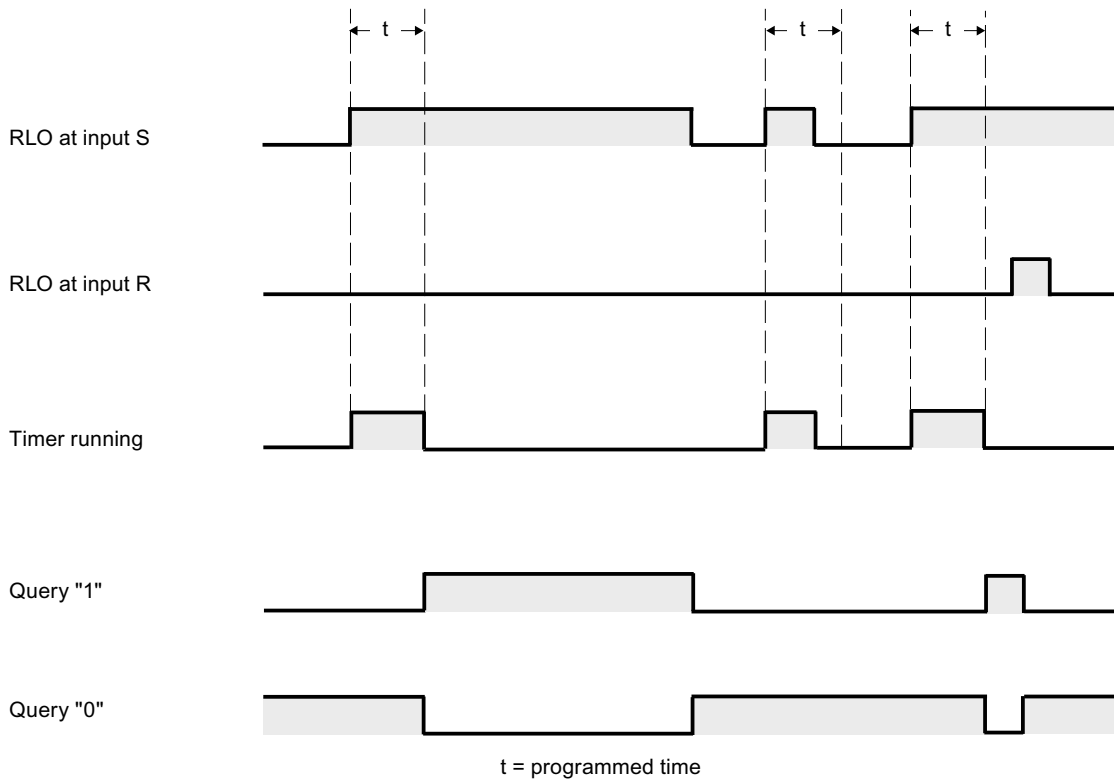 t
t
t
RLO at input S
RLO at input R
Timer running
Query "1"
Query "0"
t = programmed time